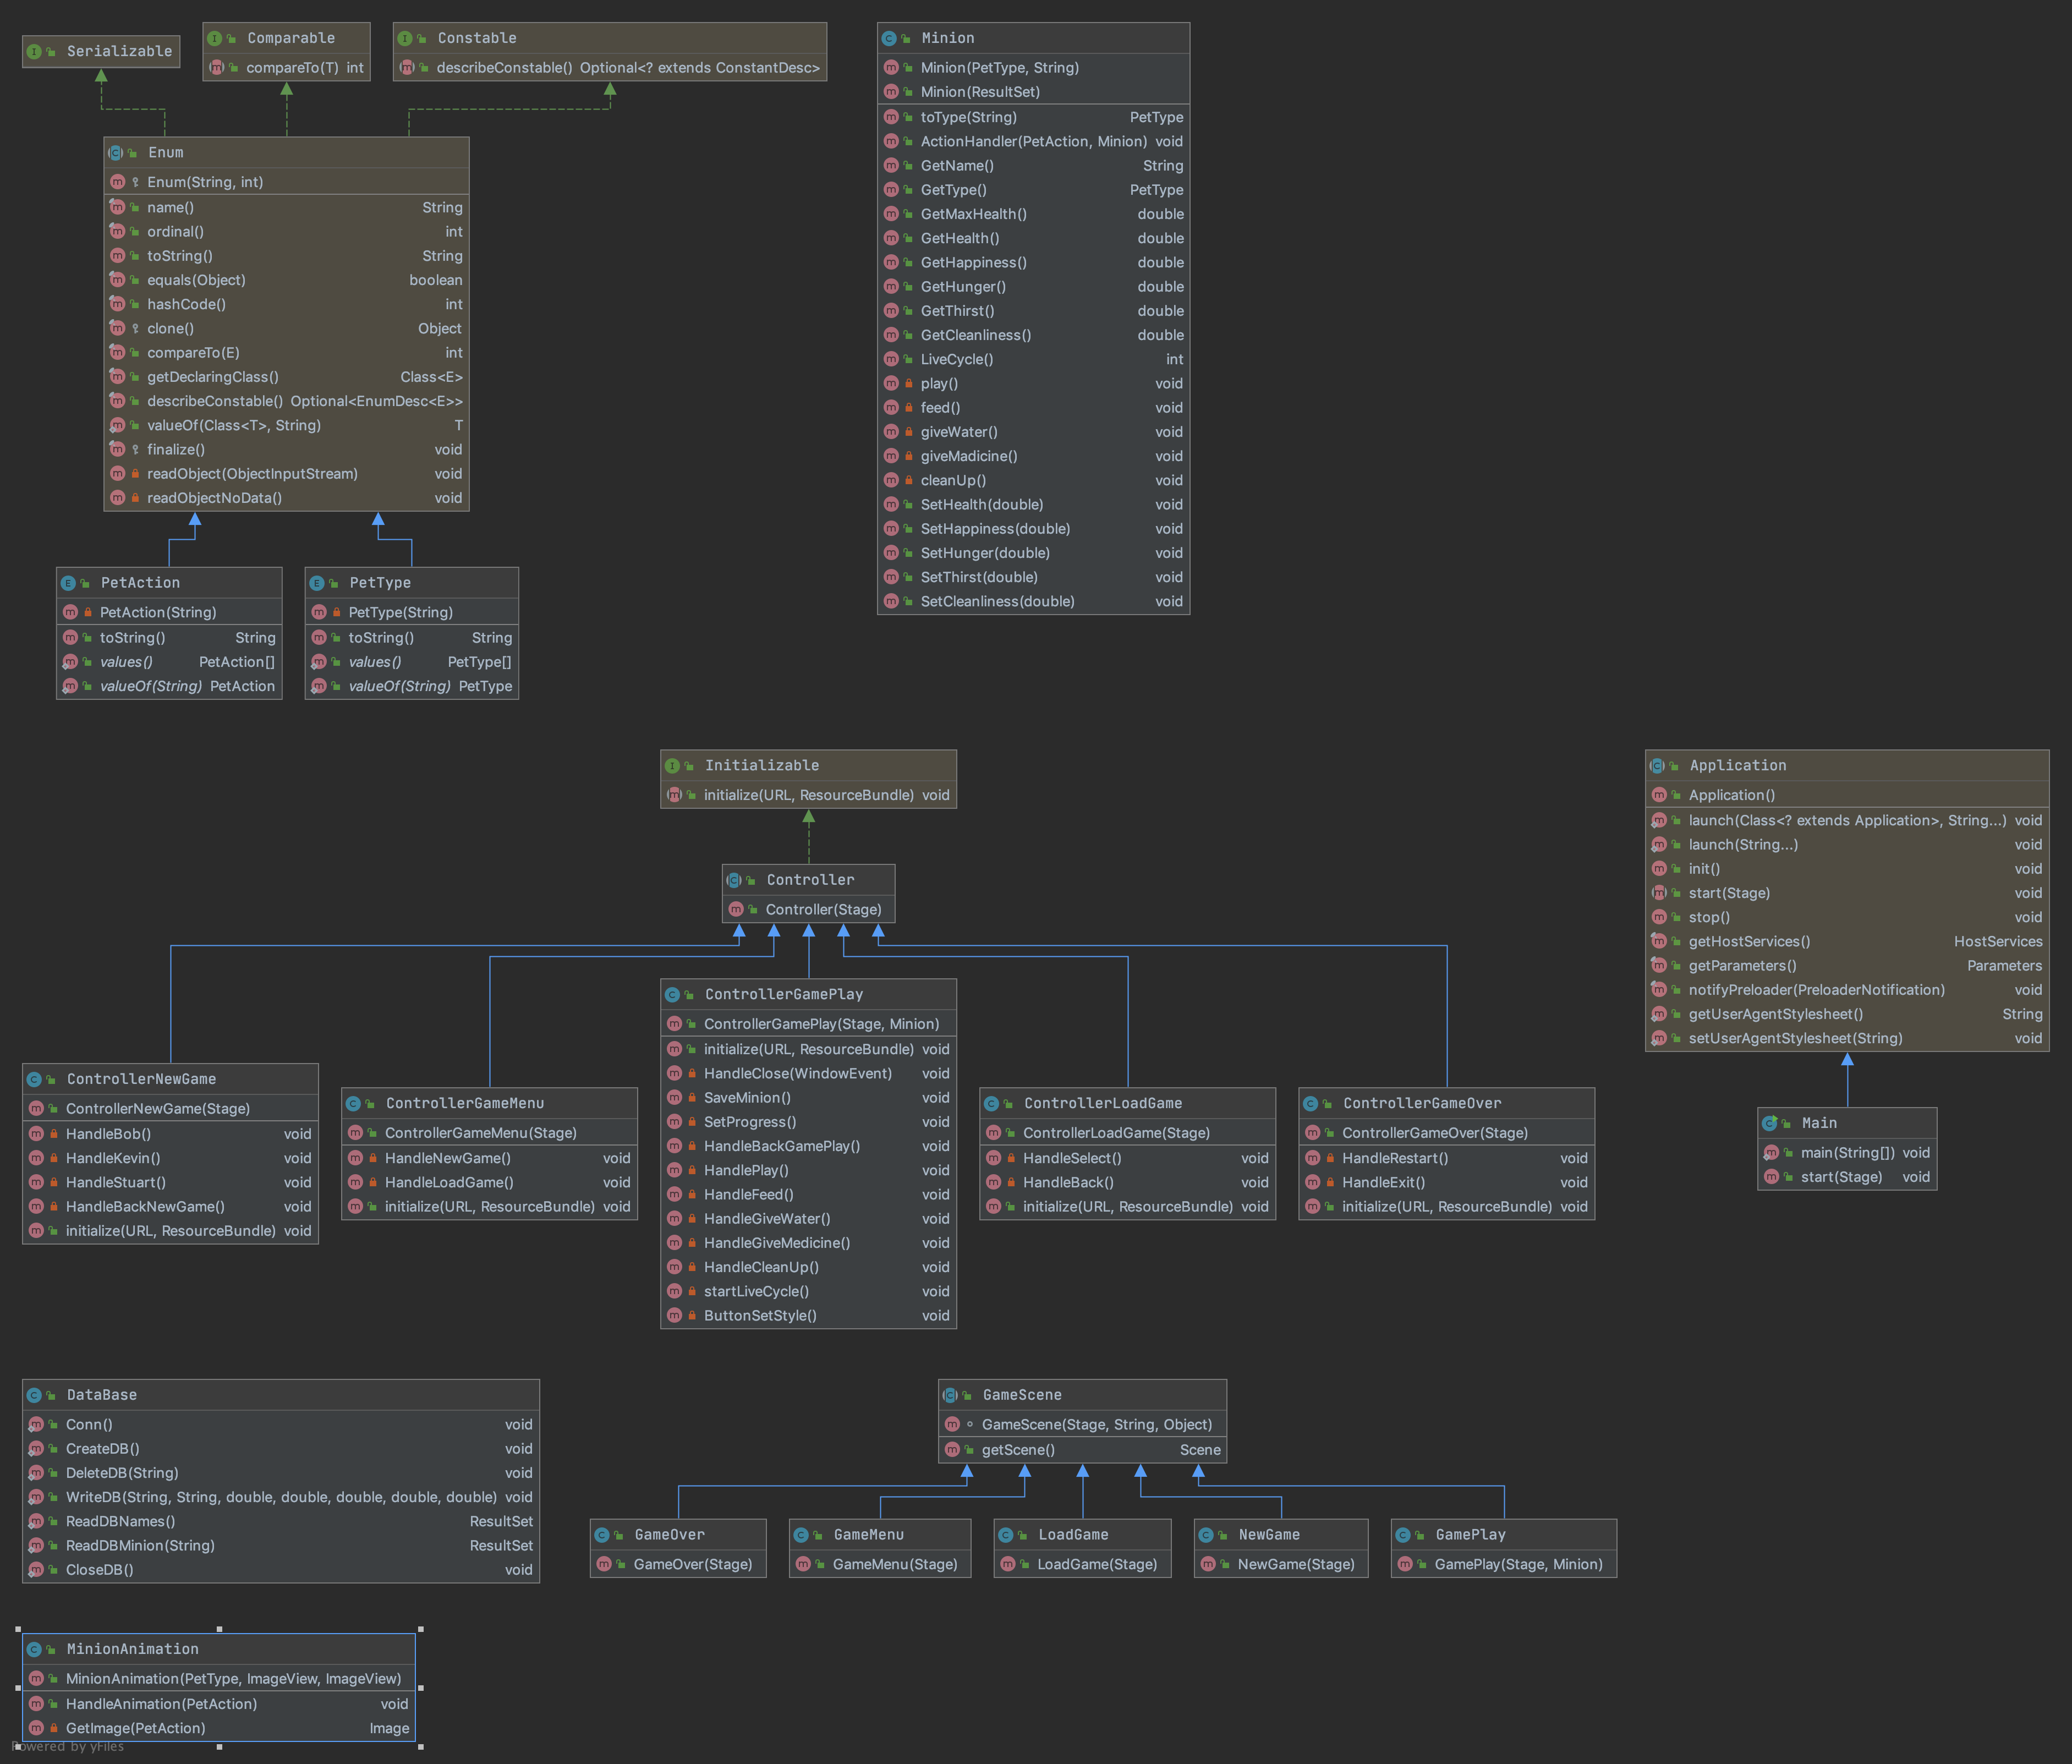 Serializable
Comparable
compareTo(T) int
Constable
describeConstable() Optional<? extends ConstantDesc>
Enum
Enum(String, int)
name() String
ordinal() int
toString() String
equals(Object) boolean
hashCode() int
clone() Object
compareTo(E) int
getDeclaringClass() Class<E>
describeConstable() Optional<EnumDesc<E>>
valueOf(Class<T>, String) T
finalize() void
readObject(ObjectInputStream) void
readObjectNoData() void
PetAction
PetAction(String)
toString() String
values() PetAction[]
valueOf(String) PetAction
PetType
PetType(String)
toString() String
values() PetType[]
valueOf(String) PetType
Minion
Minion(PetType, String)
Minion(ResultSet)
toType(String) PetType
ActionHandler(PetAction, Minion) void
GetName() String
GetType() PetType
GetMaxHealth() double
GetHealth() double
GetHappiness() double
GetHunger() double
GetThirst() double
GetCleanliness() double
LiveCycle() int
play() void
feed() void
giveWater() void
giveMadicine() void
cleanUp() void
SetHealth(double) void
SetHappiness(double) void
SetHunger(double) void
SetThirst(double) void
SetCleanliness(double) void
Initializable
initialize(URL, ResourceBundle) void
Controller
Controller(Stage)
ControllerNewGame
ControllerNewGame(Stage)
HandleBob() void
HandleKevin() void
HandleStuart() void
HandleBackNewGame() void
initialize(URL, ResourceBundle) void
ControllerGameMenu
ControllerGameMenu(Stage)
HandleNewGame() void
HandleLoadGame() void
initialize(URL, ResourceBundle) void
ControllerGamePlay
ControllerGamePlay(Stage, Minion)
initialize(URL, ResourceBundle) void
HandleClose(WindowEvent) void
SaveMinion() void
SetProgress() void
HandleBackGamePlay() void
HandlePlay() void
HandleFeed() void
HandleGiveWater() void
HandleGiveMedicine() void
HandleCleanUp() void
startLiveCycle() void
ButtonSetStyle() void
ControllerLoadGame
ControllerLoadGame(Stage)
HandleSelect() void
HandleBack() void
initialize(URL, ResourceBundle) void
ControllerGameOver
ControllerGameOver(Stage)
HandleRestart() void
HandleExit() void
initialize(URL, ResourceBundle) void
Application
Application()
launch(Class<? extends Application>, String...) void
launch(String...) void
init() void
start(Stage) void
stop() void
getHostServices() HostServices
getParameters() Parameters
notifyPreloader(PreloaderNotification) void
getUserAgentStylesheet() String
setUserAgentStylesheet(String) void
Main
main(String[]) void
start(Stage) void
DataBase
Conn() void
CreateDB() void
DeleteDB(String) void
WriteDB(String, String, double, double, double, double, double) void
ReadDBNames() ResultSet
ReadDBMinion(String) ResultSet
CloseDB() void
GameScene
GameScene(Stage, String, Object)
getScene() Scene
GameOver
GameOver(Stage)
GameMenu
GameMenu(Stage)
LoadGame
LoadGame(Stage)
NewGame
NewGame(Stage)
GamePlay
GamePlay(Stage, Minion)
MinionAnimation
MinionAnimation(PetType, ImageView, ImageView)
HandleAnimation(PetAction) void
GetImage(PetAction) Image
Powered by yFiles